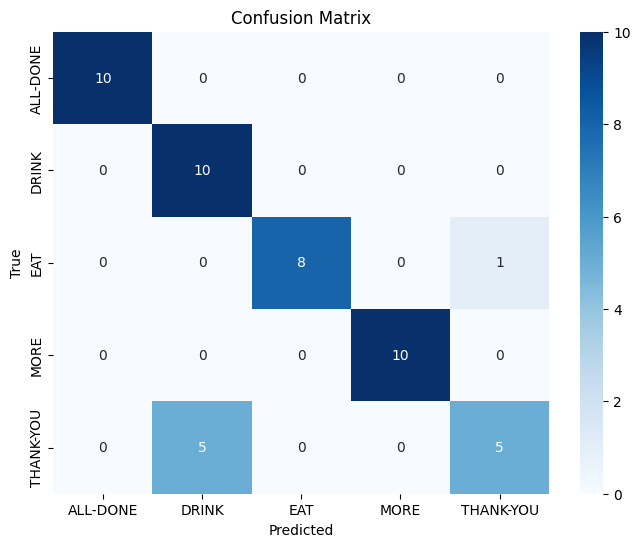 Confusion Matrix
True
ALL-DONE 10 0 0 0 0
DRINK 0 10 0 0 0
EAT 0 0 8 0 1
MORE 0 0 0 10 0
THANK-YOU 0 5 0 0 5
ALL-DONE DRINK EAT MORE THANK-YOU
Predicted
10
8
6
4
2
0